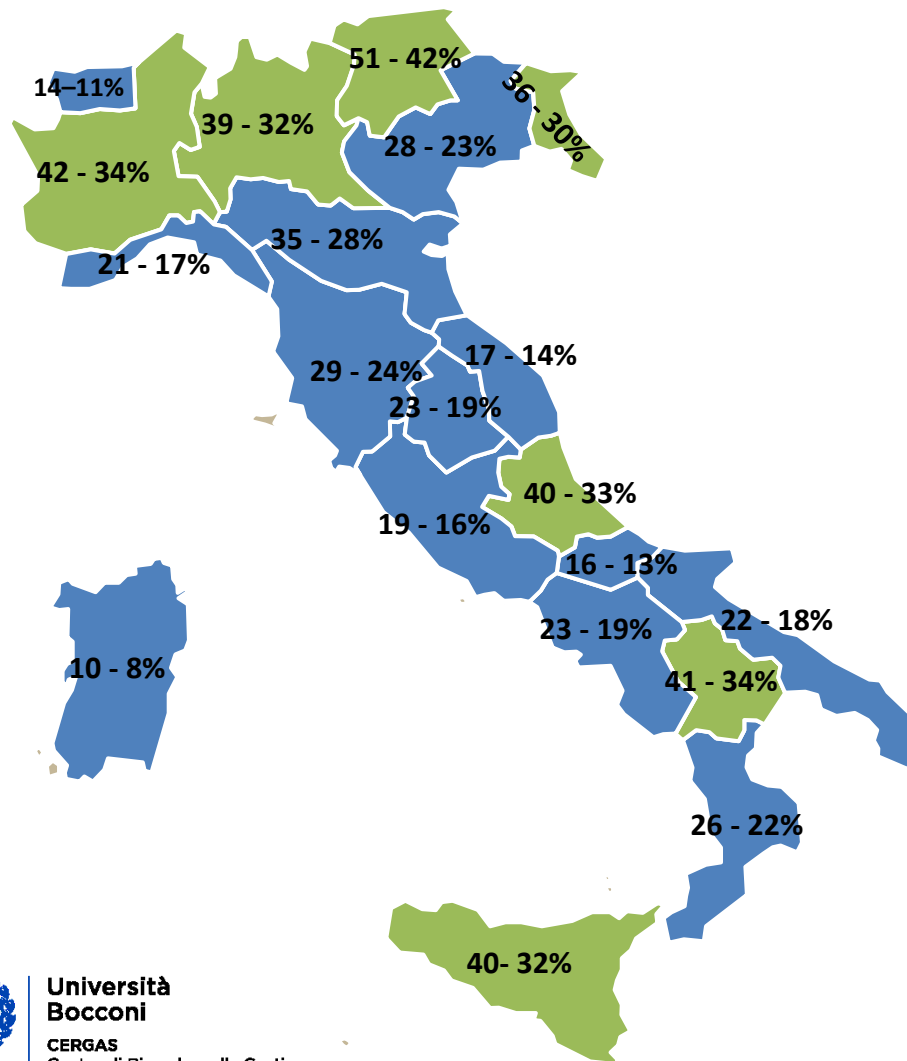 51 - 42%
36 - 30%
14–11%
39 - 32%
28 - 23%
42 - 34%
35 - 28%
21 - 17%
17 - 14%
29 - 24%
23 - 19%
40 - 33%
19 - 16%
16 - 13%
22 - 18%
23 - 19%
10 - 8%
41 - 34%
26 - 22%
40- 32%
Università
Bocconi
CERGAS